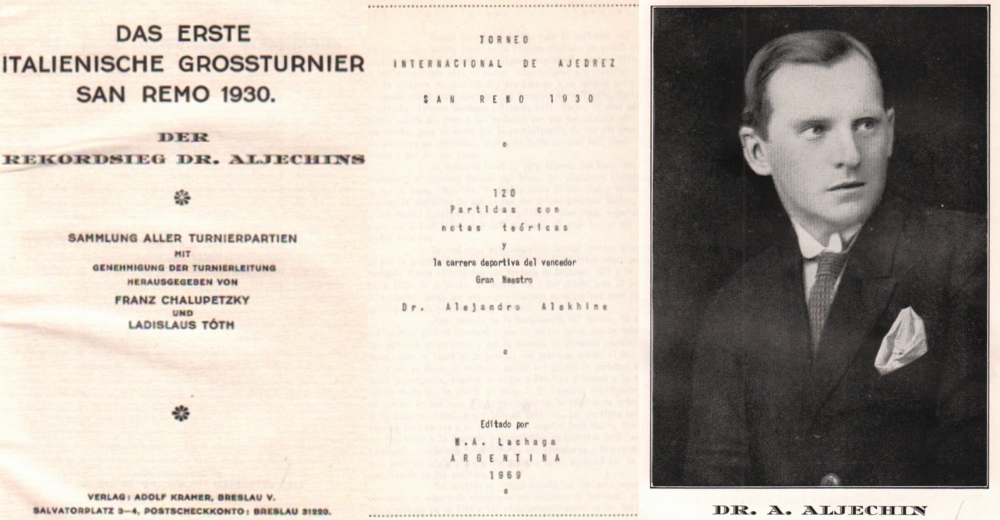 DAS ERSTE
ITALIENISCHE GROSSTURNIER
SAN REMO 1930.
DER
REKORDSIEG DR. ALJECHINS
SAMMLUNG ALLER TURNIERPARTIEN
MIT
GENEHMIGUNG DER TURNIERLEITUNG
HERAUSGEGEBEN VON
FRANZ CHALUPETZKY
UND
LADISLAUS TÓTH
VERLAG: ADOLF KRAMER, BRESLAU V.
SALVATORPLATZ 3–4, POSTSCHECKKONTO: BRESLAU 31220.
TORNEO
INTERNACIONAL DE AJEDREZ
SAN REMO 1930
120
Partidas con
notas teóricas
y
la carrera deportiva del vencedor
Gran Maestro
Dr. Alejandro Alekhine
Editado por
M.A. Lachaga
ARGENTINA
1969
DR. A. ALJECHIN